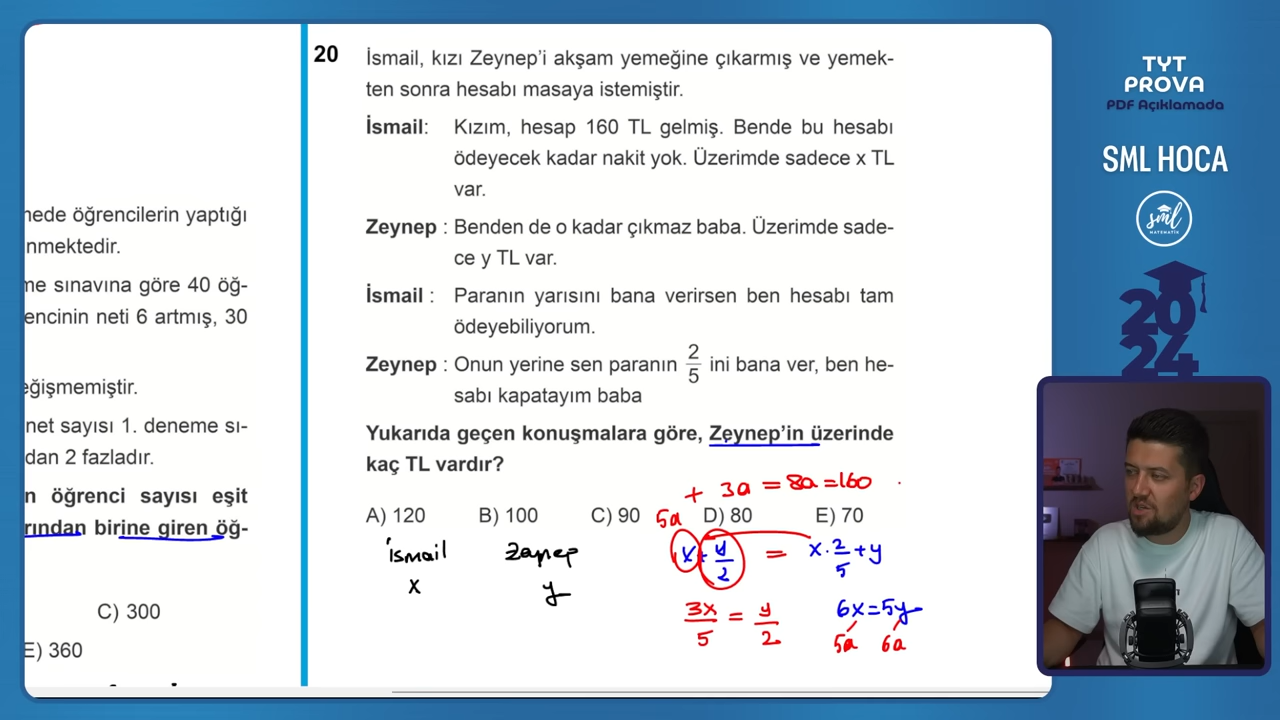 nede öğrencilerin yaptığı
nmektedir.
me sınavına göre 40 öğ-
encinin neti 6 artmış, 30
eğişmemiştir.
net sayısı 1. deneme sı-
dan 2 fazladır.
n öğrenci sayısı eşit
ırından birine giren öğ-
C) 300
E) 360
20 İsmail, kızı Zeynep'i akşam yemeğine çıkarmış ve yemek-
ten sonra hesabı masaya istemiştir.
İsmail: Kızım, hesap 160 TL gelmiş. Bende bu hesabı
ödeyecek kadar nakit yok. Üzerimde sadece x TL
var.
Zeynep : Benden de o kadar çıkmaz baba. Üzerimde sade-
ce y TL var.
İsmail : Paranın yarısını bana verirsen ben hesabı tam
ödeyebiliyorum.
Zeynep : Onun yerine sen paranın 2/5 ini bana ver, ben he-
sabı kapatayım baba
Yukarıda geçen konuşmalara göre, Zeynep'in üzerinde
kaç TL vardır?
+ 3a = 8a = 160
5a
A) 120 B) 100 C) 90 D) 80 E) 70
İsmail Zaynep
x y
x + y/2 = x . 2/5 + y
3x/5 = y/2 6x = 5y
5a 6a
TYT
PROVA
PDF Açıklamada
SML HOCA
sml
MATEMATİK
20
24